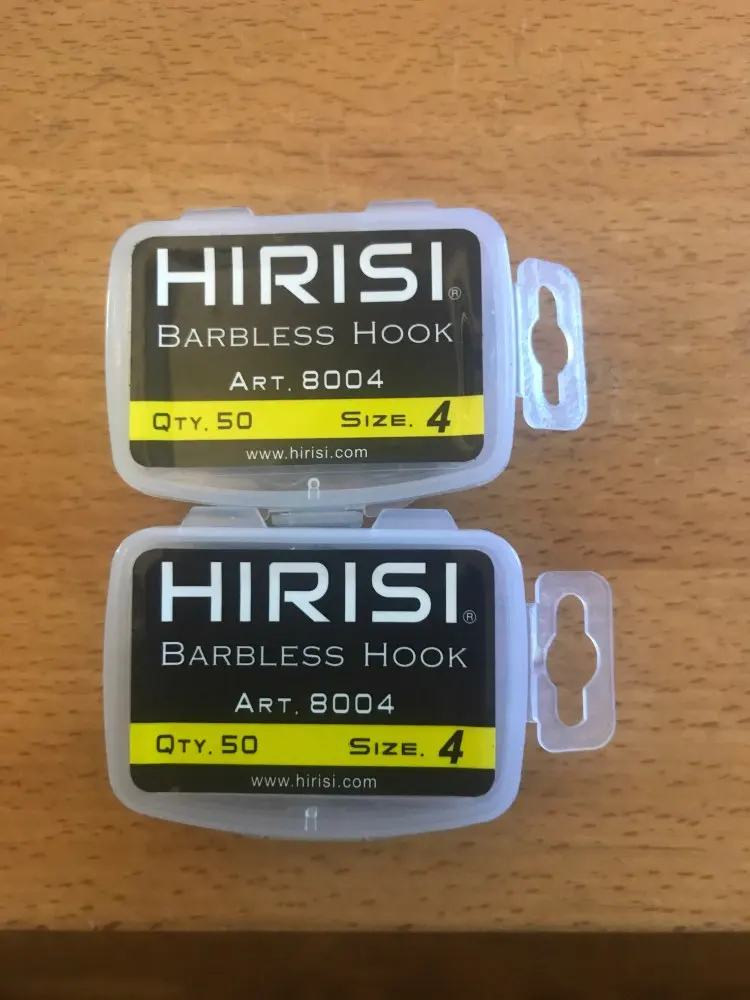 HIRISI®
BARBLESS HOOK
ART. 8004
QTY. 50 SIZE. 4
www.hirisi.com
HIRISI®
BARBLESS HOOK
ART. 8004
QTY. 50 SIZE. 4
www.hirisi.com